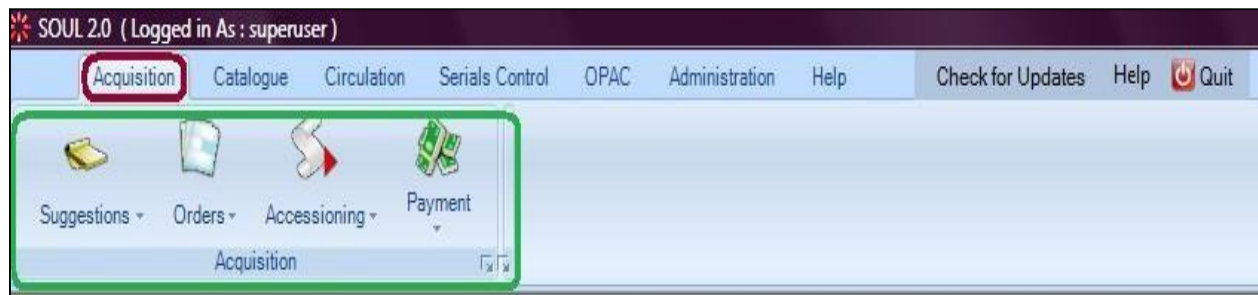 SOUL 2.0 ( Logged in As : superuser )
Acquisition Catalogue Circulation Serials Control OPAC Administration Help Check for Updates Help Quit
Suggestions Orders Accessioning Payment
Acquisition